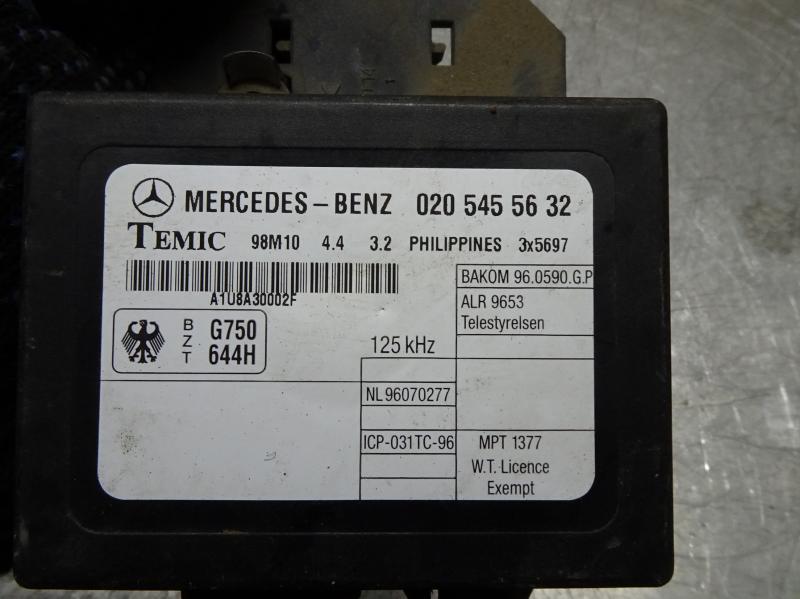 MERCEDES-BENZ 020 545 56 32
TEMIC 98M10 4.4 3.2 PHILIPPINES 3x5697
A1U8A30002F
BAKOM 96.0590.G.P
ALR 9653
Telestyrelsen
BZT G750 644H
125 kHz
NL 96070277
ICP-031TC-96
MPT 1377
W.T. Licence
Exempt